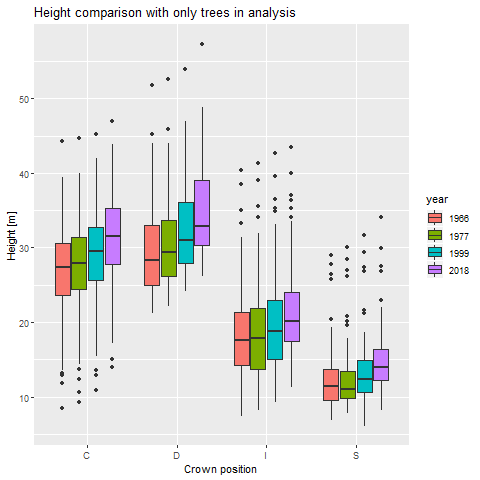 Height comparison with only trees in analysis
Height [m]
50
40
30
20
10
C D I S
Crown position
year
1966
1977
1999
2018